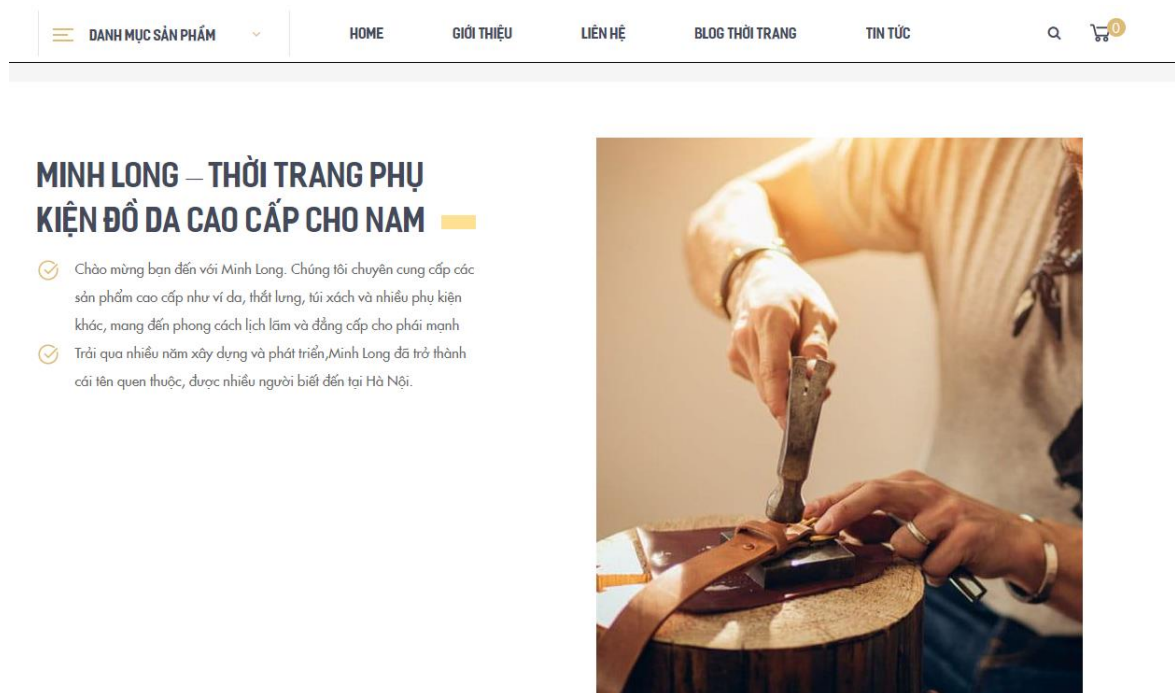 DANH MỤC SẢN PHẨM
HOME
GIỚI THIỆU
LIÊN HỆ
BLOG THỜI TRANG
TIN TỨC
0
MINH LONG – THỜI TRANG PHỤ
KIỆN ĐỒ DA CAO CẤP CHO NAM
Chào mừng bạn đến với Minh Long. Chúng tôi chuyên cung cấp các
sản phẩm cao cấp như ví da, thắt lưng, túi xách và nhiều phụ kiện
khác, mang đến phong cách lịch lãm và đẳng cấp cho phái mạnh
Trải qua nhiều năm xây dựng và phát triển,Minh Long đã trở thành
cái tên quen thuộc, được nhiều người biết đến tại Hà Nội.